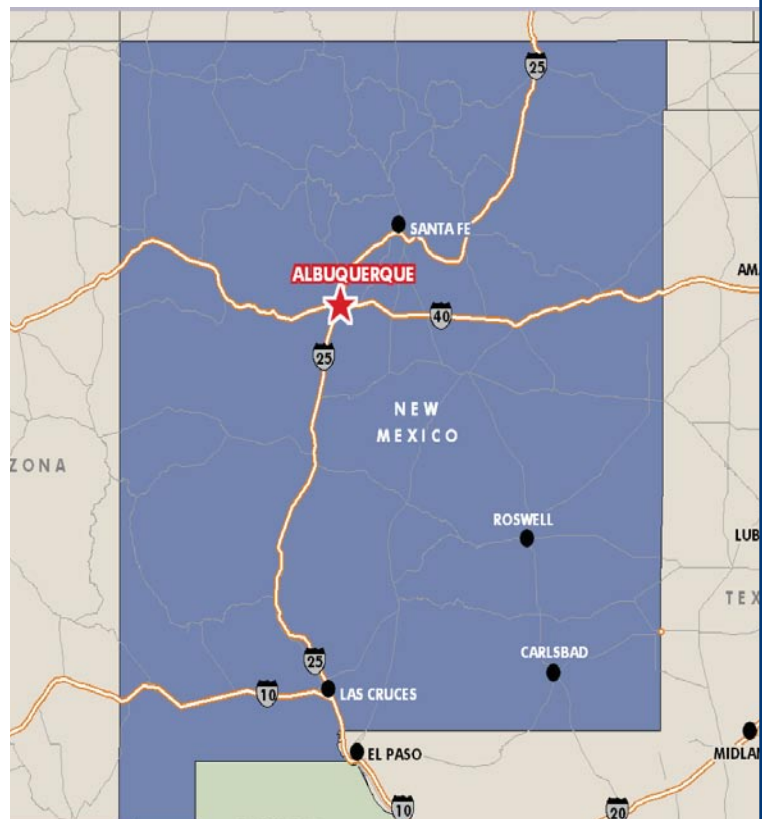 25
SANTA FE
ALBUQUERQUE
AM
40
25
NEW
MEXICO
ZONA
ROSWELL
LUB
TEX
25
CARLSBAD
10
LAS CRUCES
EL PASO
MIDLA
10
20